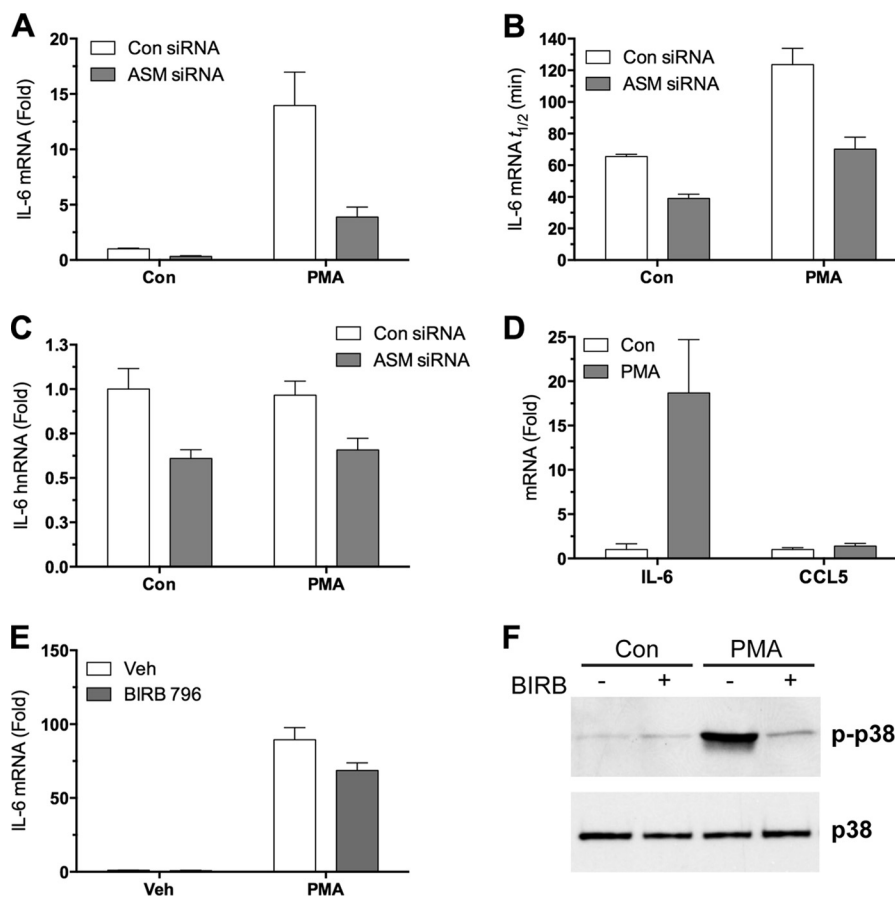 A
Con siRNA
ASM siRNA
IL-6 mRNA (Fold)
20
15
10
5
0
Con PMA
B
Con siRNA
ASM siRNA
IL-6 mRNA t1/2 (min)
140
120
100
80
60
40
20
0
Con PMA
C
Con siRNA
ASM siRNA
IL-6 hnRNA (Fold)
1.3
1.0
0.8
0.5
0.3
0.0
Con PMA
D
Con
PMA
mRNA (Fold)
25
20
15
10
5
0
IL-6 CCL5
E
Veh
BIRB 796
IL-6 mRNA (Fold)
150
100
50
0
Veh PMA
F
Con PMA
BIRB - + - +
p-p38
p38